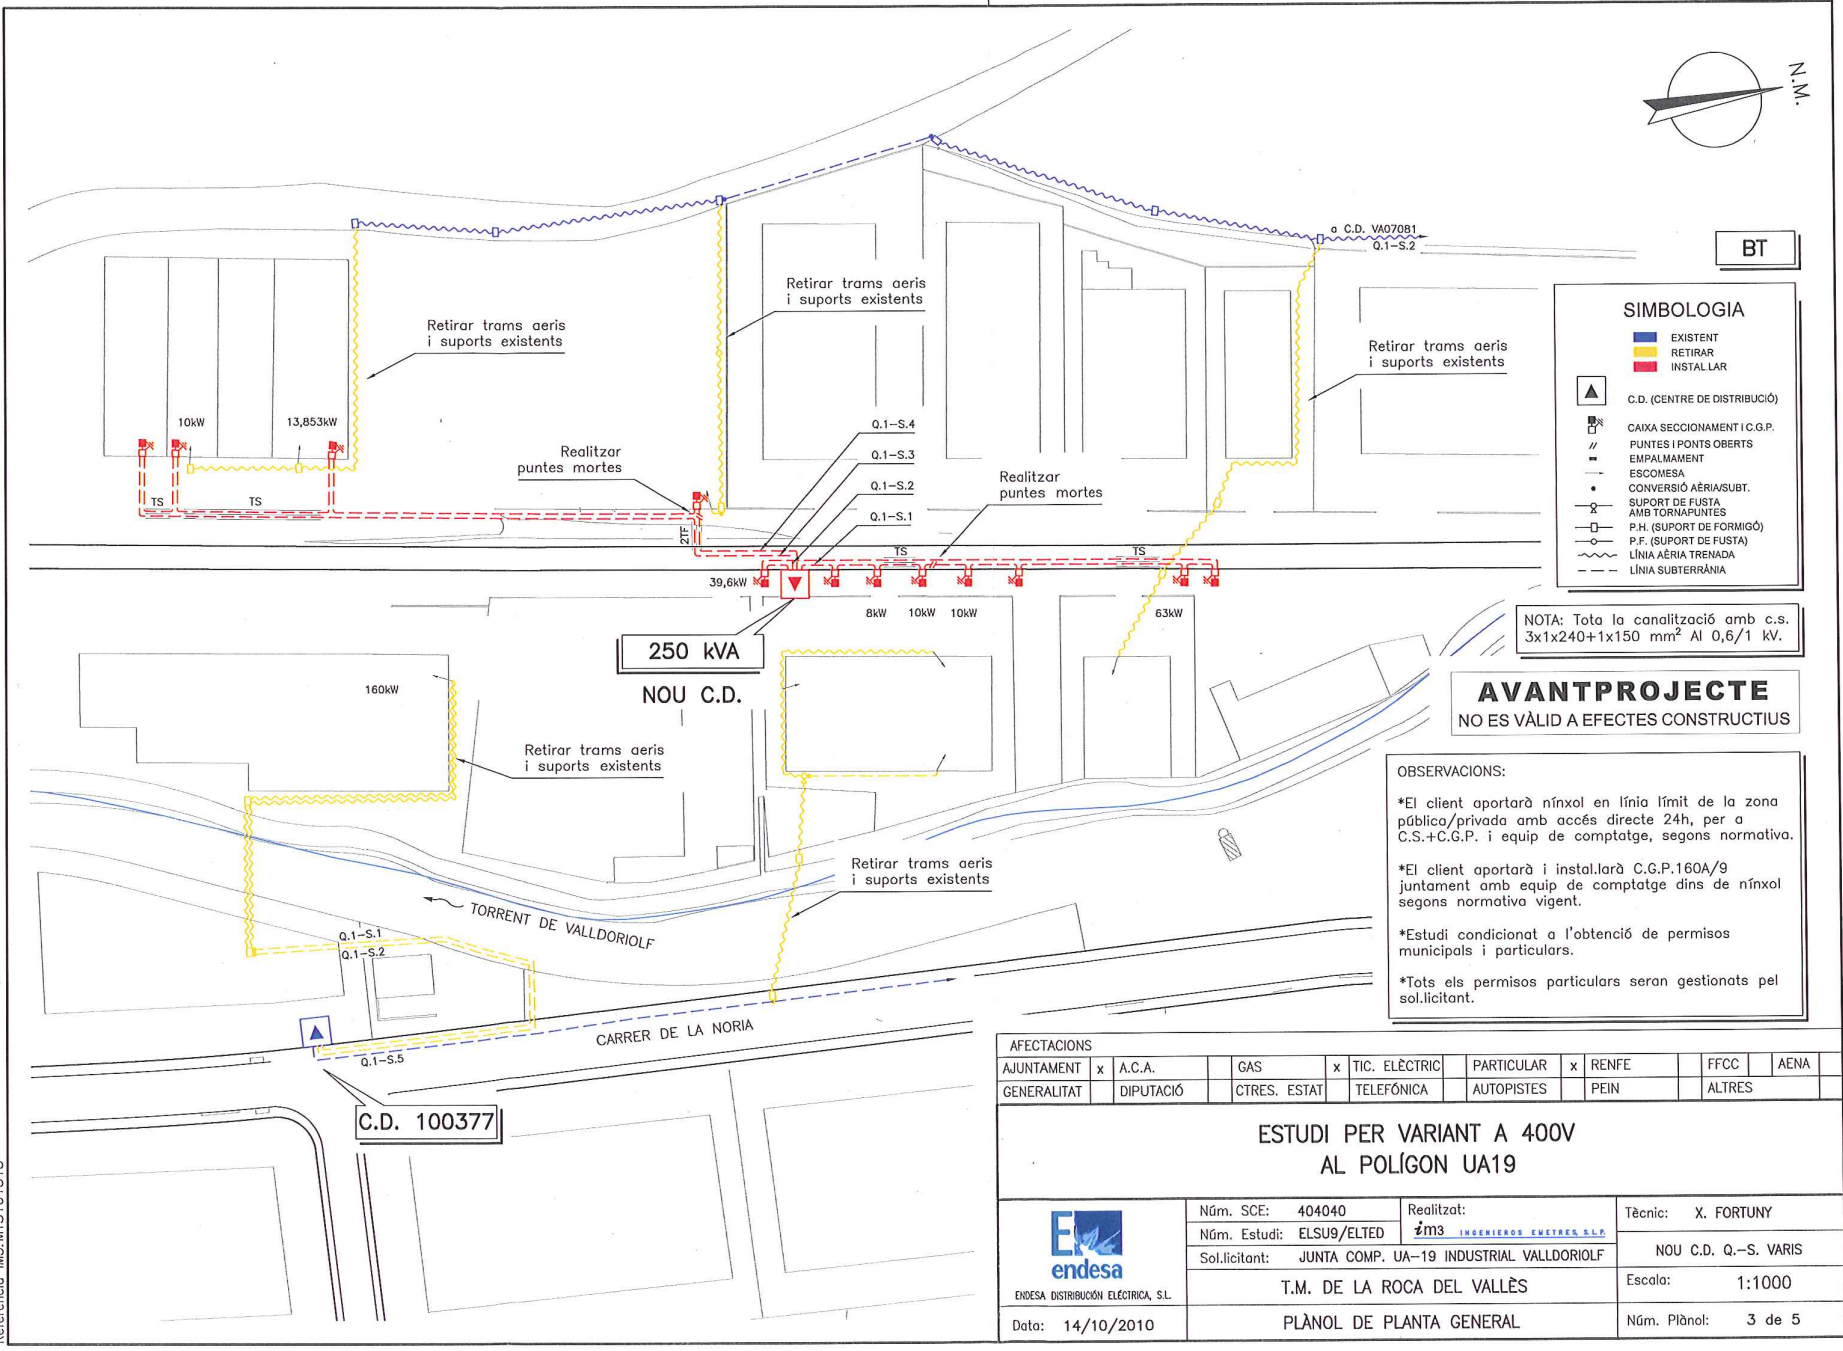 N.M.
a C.D. VA07081
Q.1-S.2
BT
Retirar trams aeris
i suports existents
Retirar trams aeris
i suports existents
Retirar trams aeris
i suports existents
10kW
13,853kW
Realitzar
puntes mortes
Q.1-S.4
Q.1-S.3
Q.1-S.2
Q.1-S.1
Realitzar
puntes mortes
TS
TS
2TF
TS
TS
39,6kW
8kW
10kW
10kW
63kW
250 kVA
NOU C.D.
160kW
Retirar trams aeris
i suports existents
Retirar trams aeris
i suports existents
TORRENT DE VALLDORIOLF
Q.1-S.1
Q.1-S.2
CARRER DE LA NORIA
Q.1-S.5
C.D. 100377
SIMBOLOGIA
EXISTENT
RETIRAR
INSTAL.LAR
C.D. (CENTRE DE DISTRIBUCIÓ)
CAIXA SECCIONAMENT I C.G.P.
PUNTES I PONTS OBERTS
EMPALMAMENT
ESCOMESA
CONVERSIÓ AÈRIA/SUBT.
SUPORT DE FUSTA
AMB TORNAPUNTES
P.H. (SUPORT DE FORMIGÓ)
P.F. (SUPORT DE FUSTA)
LÍNIA AÈRIA TRENADA
LÍNIA SUBTERRÀNIA
NOTA: Tota la canalització amb c.s.
3x1x240+1x150 mm² Al 0,6/1 kV.
AVANTPROJECTE
NO ES VÀLID A EFECTES CONSTRUCTIUS
OBSERVACIONS:
*El client aportarà nínxol en línia límit de la zona
pública/privada amb accés directe 24h, per a
C.S.+C.G.P. i equip de comptatge, segons normativa.
*El client aportarà i instal.larà C.G.P.160A/9
juntament amb equip de comptatge dins de nínxol
segons normativa vigent.
*Estudi condicionat a l'obtenció de permisos
municipals i particulars.
*Tots els permisos particulars seran gestionats pel
sol.licitant.
AFECTACIONS
AJUNTAMENT x A.C.A. GAS x TIC. ELÈCTRIC PARTICULAR x RENFE FFCC AENA
GENERALITAT DIPUTACIÓ CTRES. ESTAT TELEFÓNICA AUTOPISTES PEIN ALTRES
ESTUDI PER VARIANT A 400V
AL POLÍGON UA19
endesa
ENDESA DISTRIBUCIÓN ELÉCTRICA, S.L.
Data: 14/10/2010
Núm. SCE: 404040
Núm. Estudi: ELSU9/ELTED
Realitzat:
im3 INGENIEROS EMETRES, S.L.P.
Sol.licitant: JUNTA COMP. UA-19 INDUSTRIAL VALLDORIOLF
T.M. DE LA ROCA DEL VALLÈS
PLÀNOL DE PLANTA GENERAL
Tècnic: X. FORTUNY
NOU C.D. Q.-S. VARIS
Escala: 1:1000
Núm. Plànol: 3 de 5